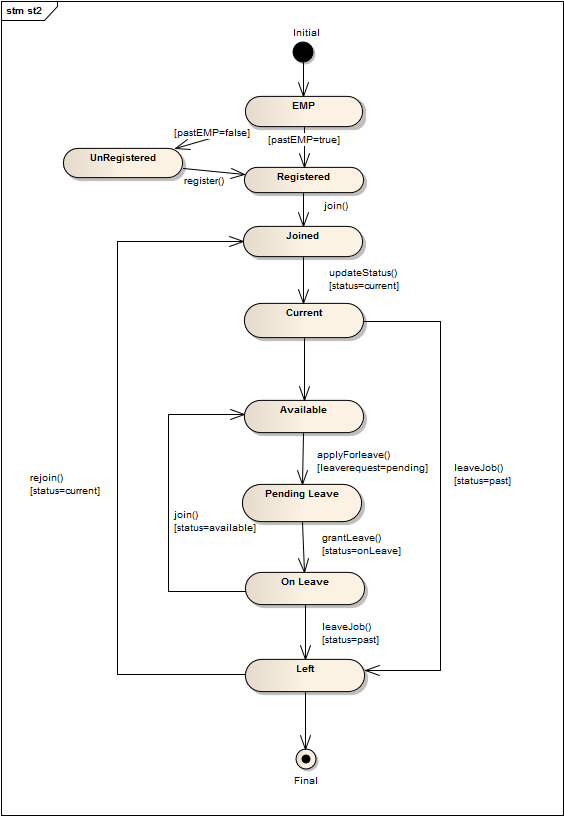 stm st2
Initial
EMP
[pastEMP=false]
[pastEMP=true]
UnRegistered
register()
Registered
join()
Joined
updateStatus()
[status=current]
Current
Available
applyForleave()
[leaverequest=pending]
leaveJob()
[status=past]
rejoin()
[status=current]
Pending Leave
join()
[status=available]
grantLeave()
[status=onLeave]
On Leave
leaveJob()
[status=past]
Left
Final